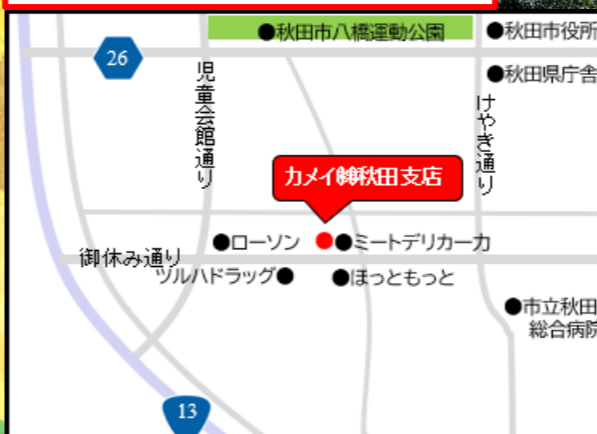 ●秋田市八橋運動公園
●秋田市役所
26
●秋田県庁舎
児童会館通り
けやき通り
カメイ㈱秋田支店
●ローソン
●●ミートデリカーカ
御休み通り
ツルハドラッグ●
●ほっともっと
●市立秋田
総合病院
13